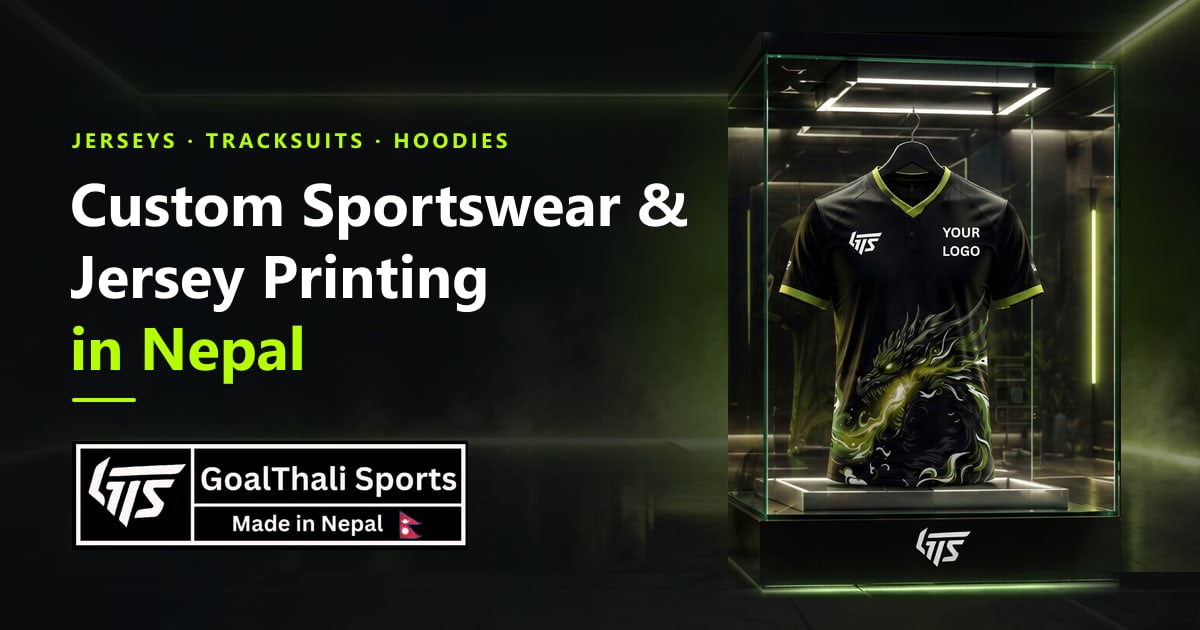 JERSEYS · TRACKSUITS · HOODIES
Custom Sportswear &
Jersey Printing
in Nepal
GTS
GoalThali Sports
Made in Nepal
GTS
YOUR
LOGO
GTS